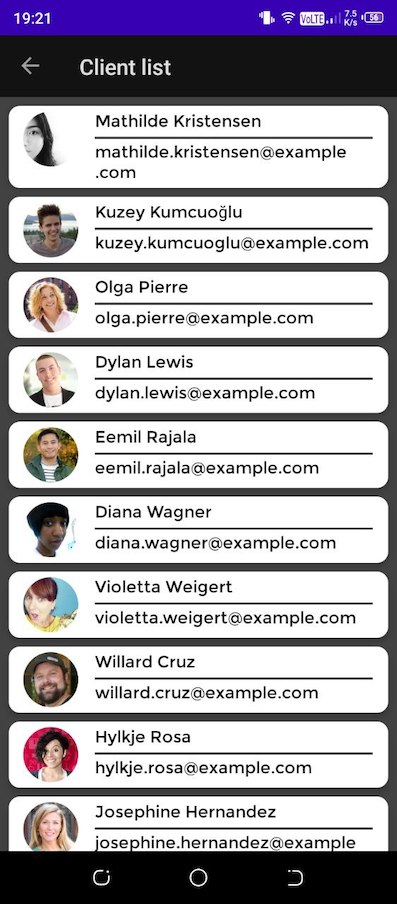 19:21
VoLTE
7.5
K/s
56
Client list
Mathilde Kristensen
mathilde.kristensen@example
.com
Kuzey Kumcuoğlu
kuzey.kumcuoglu@example.com
Olga Pierre
olga.pierre@example.com
Dylan Lewis
dylan.lewis@example.com
Eemil Rajala
eemil.rajala@example.com
Diana Wagner
diana.wagner@example.com
Violetta Weigert
violetta.weigert@example.com
Willard Cruz
willard.cruz@example.com
Hylkje Rosa
hylkje.rosa@example.com
Josephine Hernandez
josephine.hernandez@example